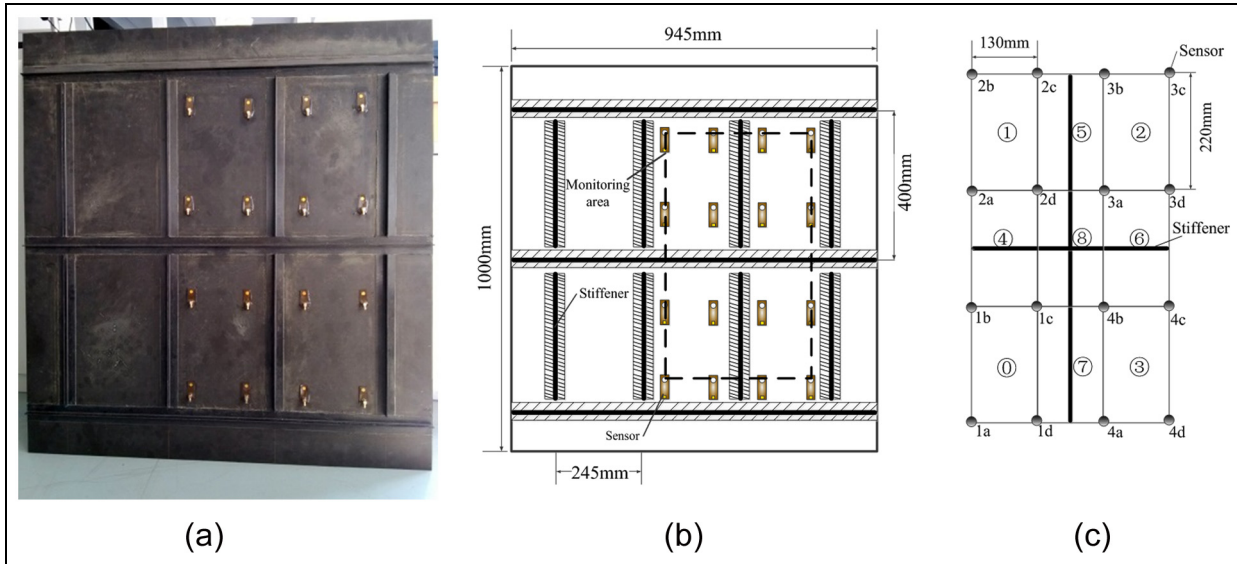 945mm
1000mm
Monitoring
area
Stiffener
400mm
Sensor
245mm
130mm
Sensor
2b
2c
3b
3c
①
⑤
②
220mm
2a
2d
3a
3d
Stiffener
④
⑧
⑥
1b
1c
4b
4c
⓪
⑦
③
1a
1d
4a
4d
(a)
(b)
(c)